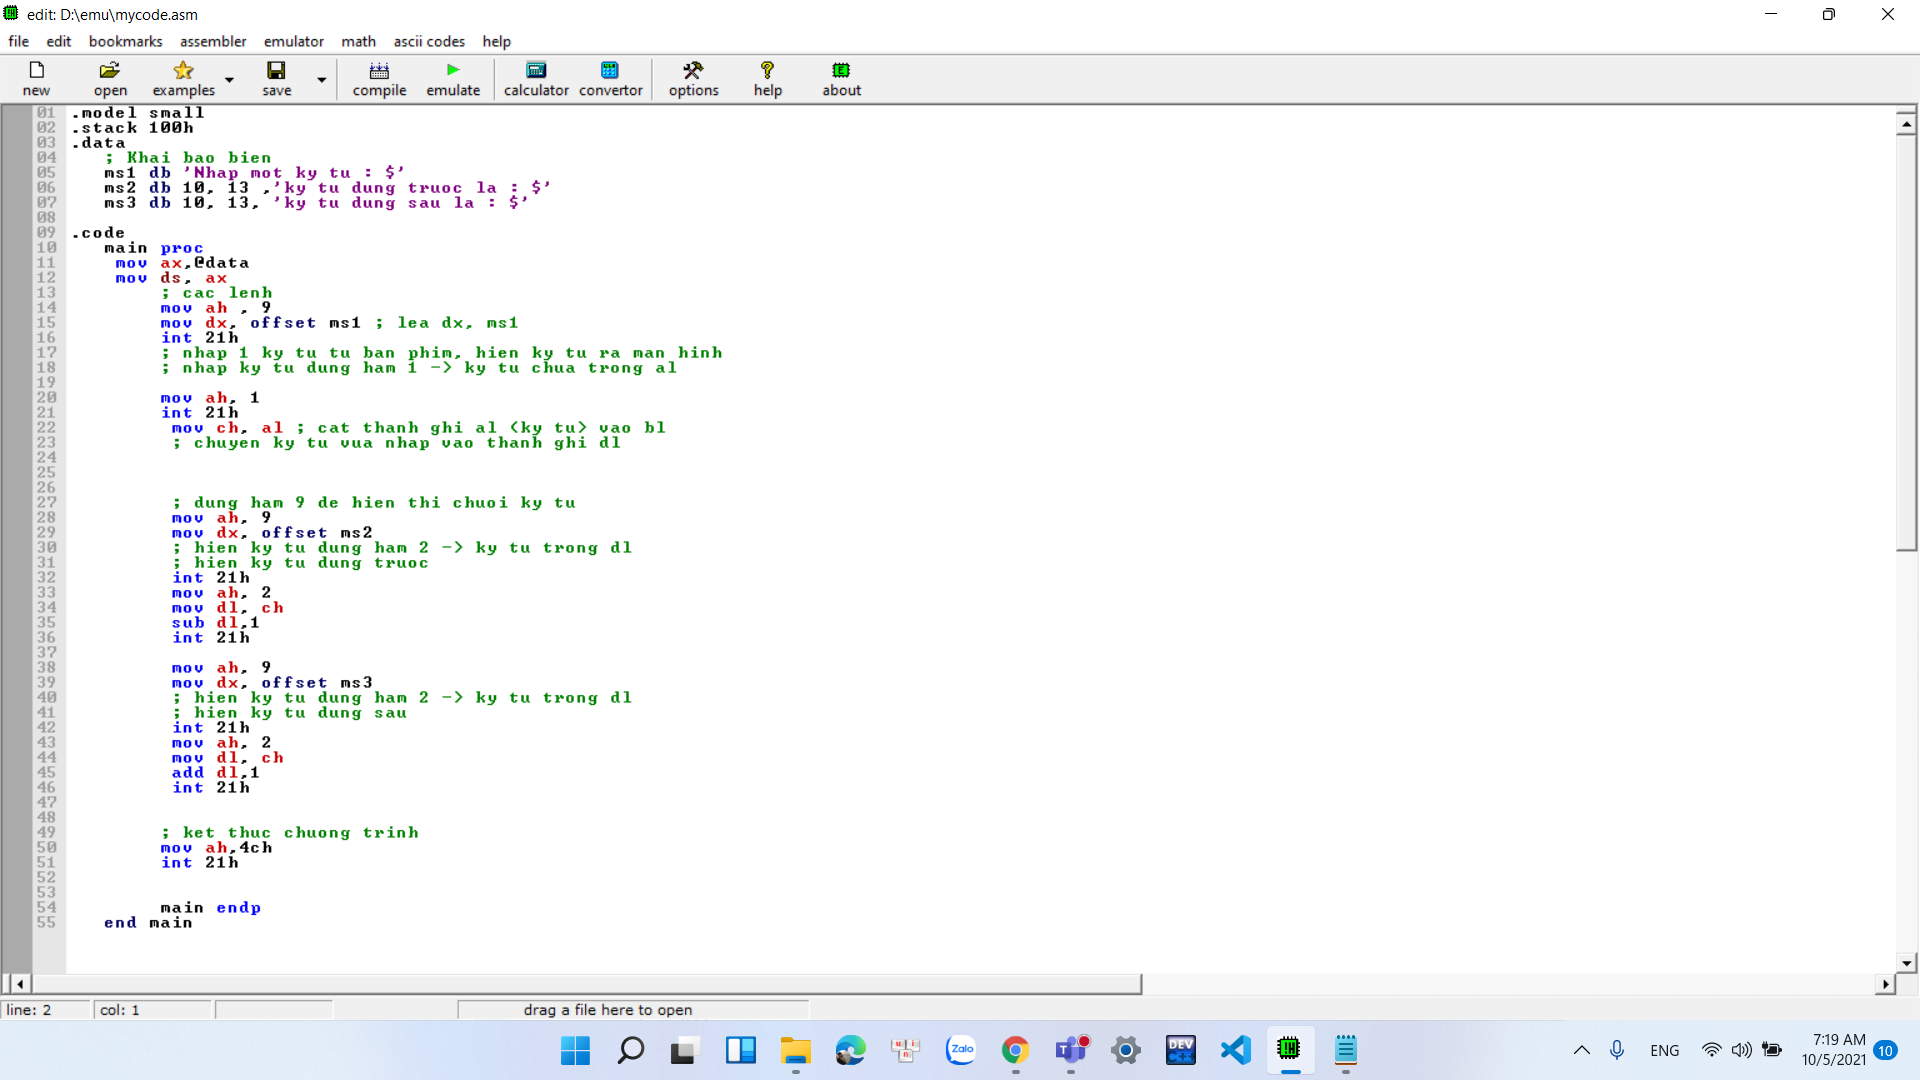 edit: D:\emu\mycode.asm
file edit bookmarks assembler emulator math ascii codes help
new open examples save compile emulate calculator convertor options help about
01 .model small
02 .stack 100h
03 .data
04 ; Khai bao bien
05 ms1 db 'Nhap mot ky tu : $'
06 ms2 db 10, 13 ,'ky tu dung truoc la : $'
07 ms3 db 10, 13, 'ky tu dung sau la : $'
08
09 .code
10 main proc
11 mov ax,@data
12 mov ds, ax
13 ; cac lenh
14 mov ah , 9
15 mov dx, offset ms1 ; lea dx, ms1
16 int 21h
17 ; nhap 1 ky tu tu ban phim, hien ky tu ra man hinh
18 ; nhap ky tu dung ham 1 -> ky tu chua trong al
19
20 mov ah, 1
21 int 21h
22 mov ch, al ; cat thanh ghi al (ky tu) vao bl
23 ; chuyen ky tu vua nhap vao thanh ghi dl
24
25
26
27 ; dung ham 9 de hien thi chuoi ky tu
28 mov ah, 9
29 mov dx, offset ms2
30 ; hien ky tu dung ham 2 -> ky tu trong dl
31 ; hien ky tu dung truoc
32 int 21h
33 mov ah, 2
34 mov dl, ch
35 sub dl,1
36 int 21h
37
38 mov ah, 9
39 mov dx, offset ms3
40 ; hien ky tu dung ham 2 -> ky tu trong dl
41 ; hien ky tu dung sau
42 int 21h
43 mov ah, 2
44 mov dl, ch
45 add dl,1
46 int 21h
47
48
49 ; ket thuc chuong trinh
50 mov ah,4ch
51 int 21h
52
53
54 main endp
55 end main
line: 2 col: 1 drag a file here to open
Zalo
DEV C++
ENG
7:19 AM
10/5/2021
10